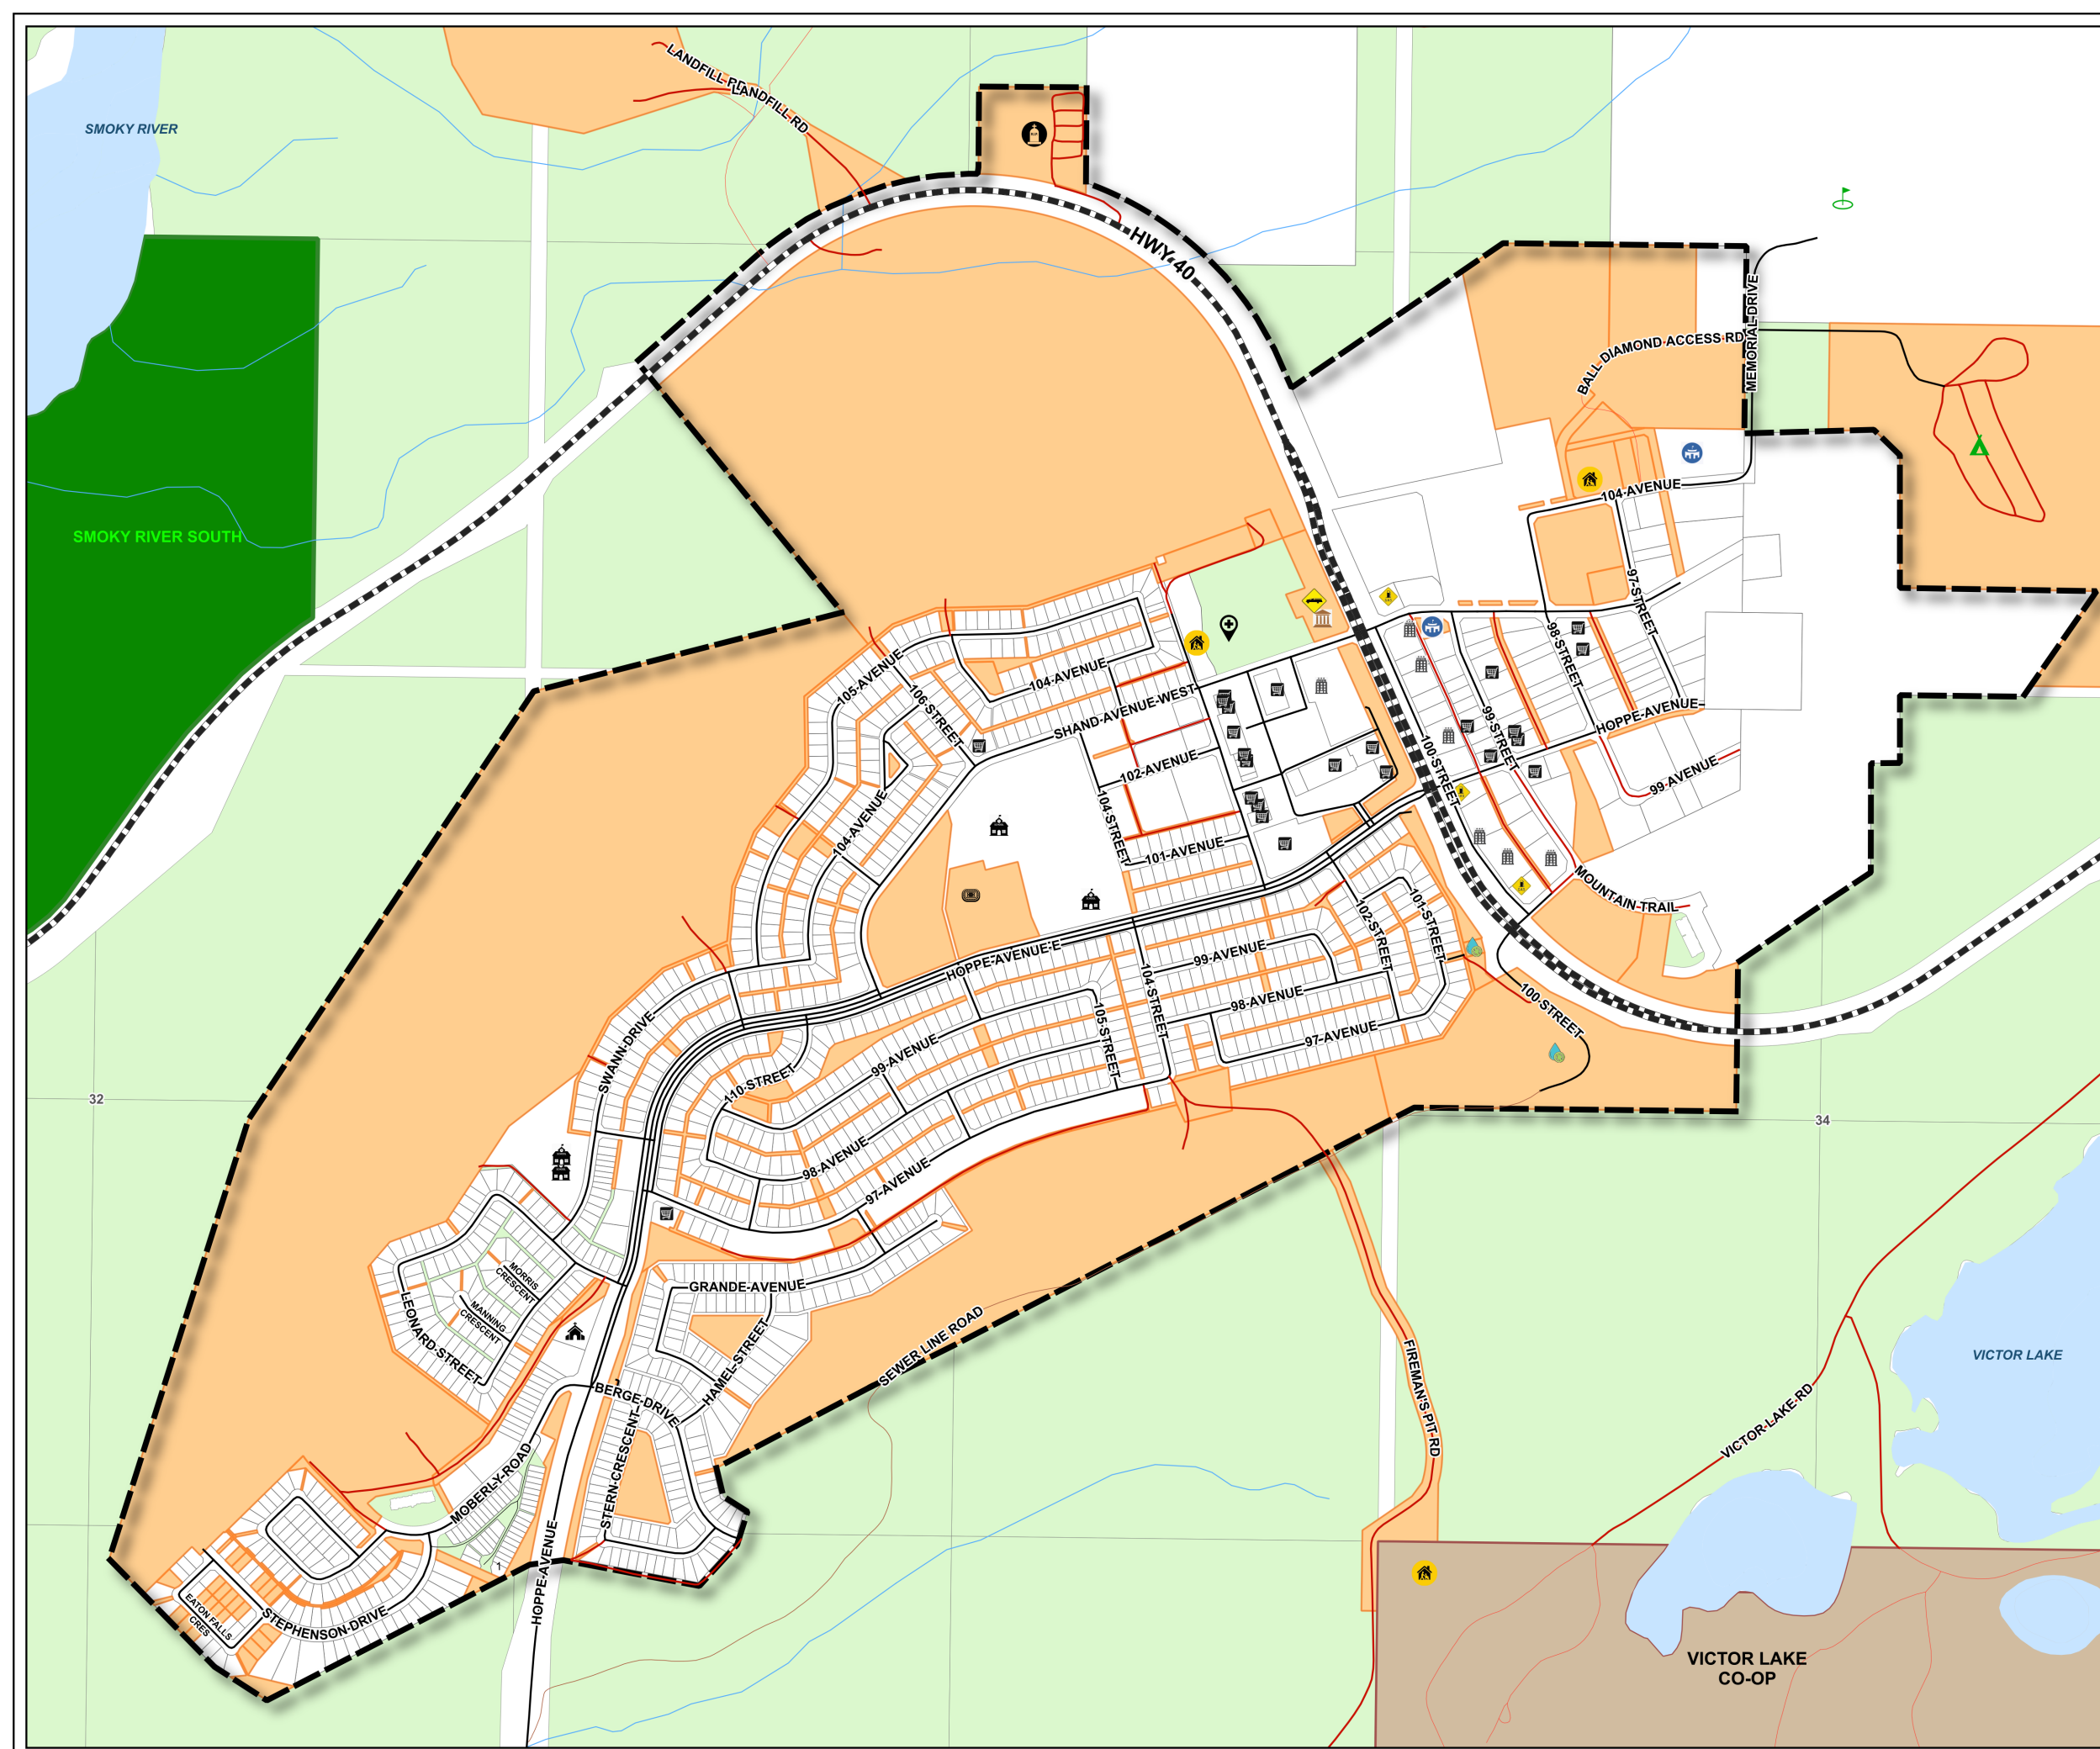 LANDFILL RD
LANDFILL RD
SMOKY RIVER
HWY 40
MEMORIAL DRIVE
BALL DIAMOND ACCESS RD
104 AVENUE
SMOKY RIVER SOUTH
97 STREET
98 STREET
105 AVENUE
104 AVENUE
106 STREET
SHAND AVENUE WEST
HOPPE AVENUE
99 STREET
100 STREET
102 AVENUE
99 AVENUE
104 AVENUE
104 STREET
101 AVENUE
MOUNTAIN TRAIL
101 STREET
102 STREET
HOPPE AVENUE E
99 AVENUE
104 STREET
98 AVENUE
100 STREET
105 STREET
97 AVENUE
SWANN DRIVE
99 AVENUE
110 STREET
32
34
98 AVENUE
97 AVENUE
MORRIS
CRESCENT
GRANDE AVENUE
MANNING
CRESCENT
LEONARD STREET
HAMEL STREET
SEWER LINE ROAD
FIREMAN'S PIT RD
VICTOR LAKE
BERGE DRIVE
VICTOR LAKE RD
STERN CRESCENT
MOBERLY ROAD
1
HOPPE AVENUE
EATON FALLS
CRES
STEPHENSON DRIVE
VICTOR LAKE
CO-OP